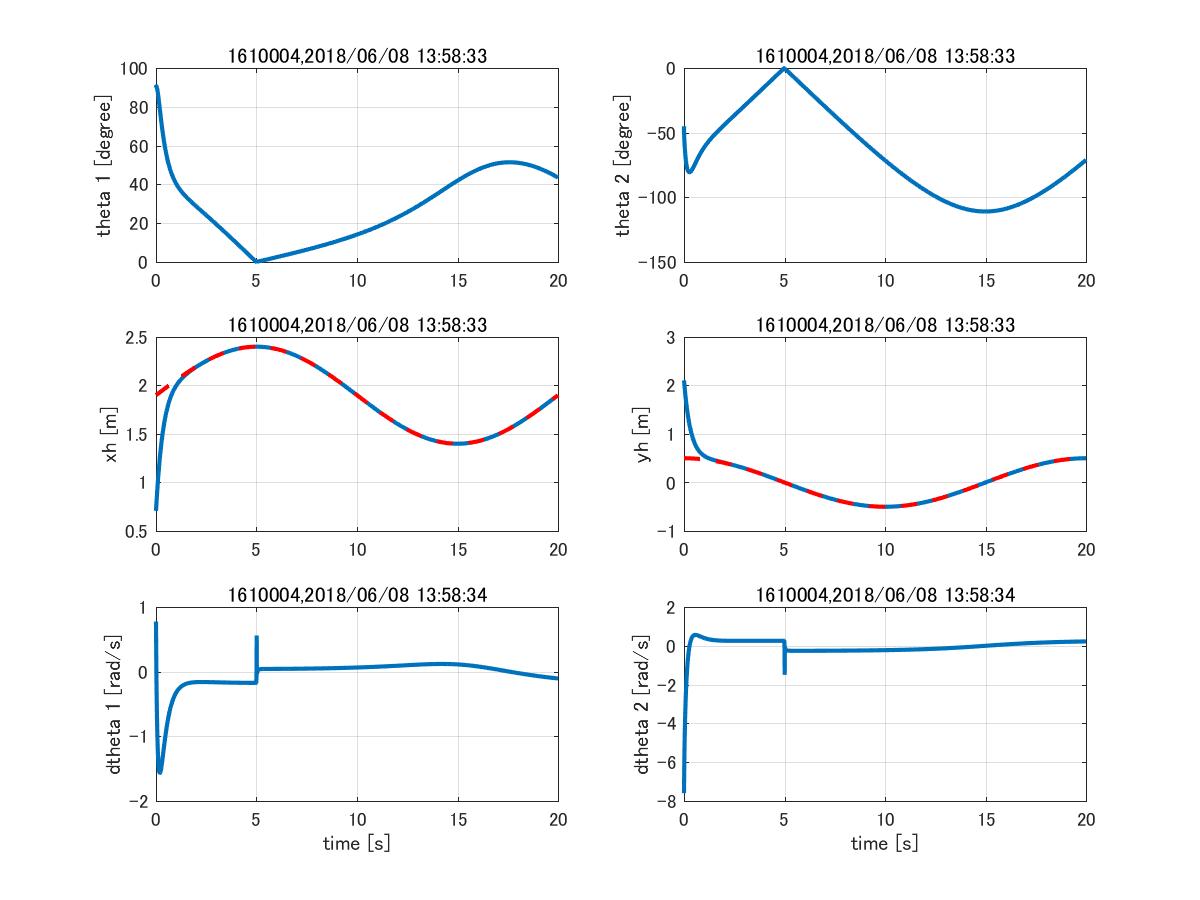 1610004,2018/06/08 13:58:33
theta 1 [degree]
100
80
60
40
20
0
0 5 10 15 20
1610004,2018/06/08 13:58:33
theta 2 [degree]
0
-50
-100
-150
0 5 10 15 20
1610004,2018/06/08 13:58:33
xh [m]
2.5
2
1.5
1
0.5
0 5 10 15 20
1610004,2018/06/08 13:58:33
yh [m]
3
2
1
0
-1
0 5 10 15 20
1610004,2018/06/08 13:58:34
dtheta 1 [rad/s]
1
0
-1
-2
0 5 10 15 20
time [s]
1610004,2018/06/08 13:58:34
dtheta 2 [rad/s]
2
0
-2
-4
-6
-8
0 5 10 15 20
time [s]